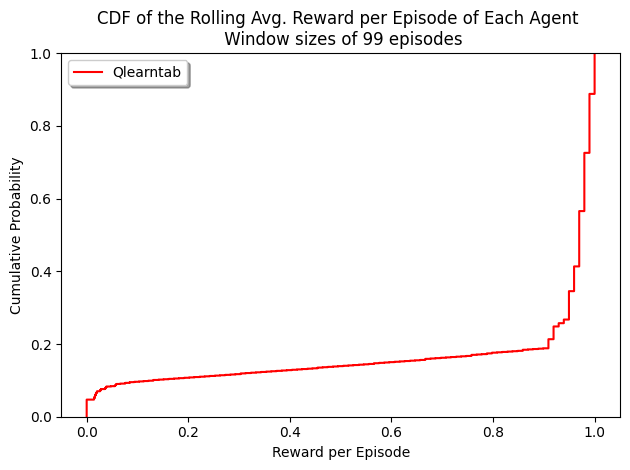 CDF of the Rolling Avg. Reward per Episode of Each Agent
Window sizes of 99 episodes
Qlearntab
Cumulative Probability
1.0
0.8
0.6
0.4
0.2
0.0
0.0 0.2 0.4 0.6 0.8 1.0
Reward per Episode